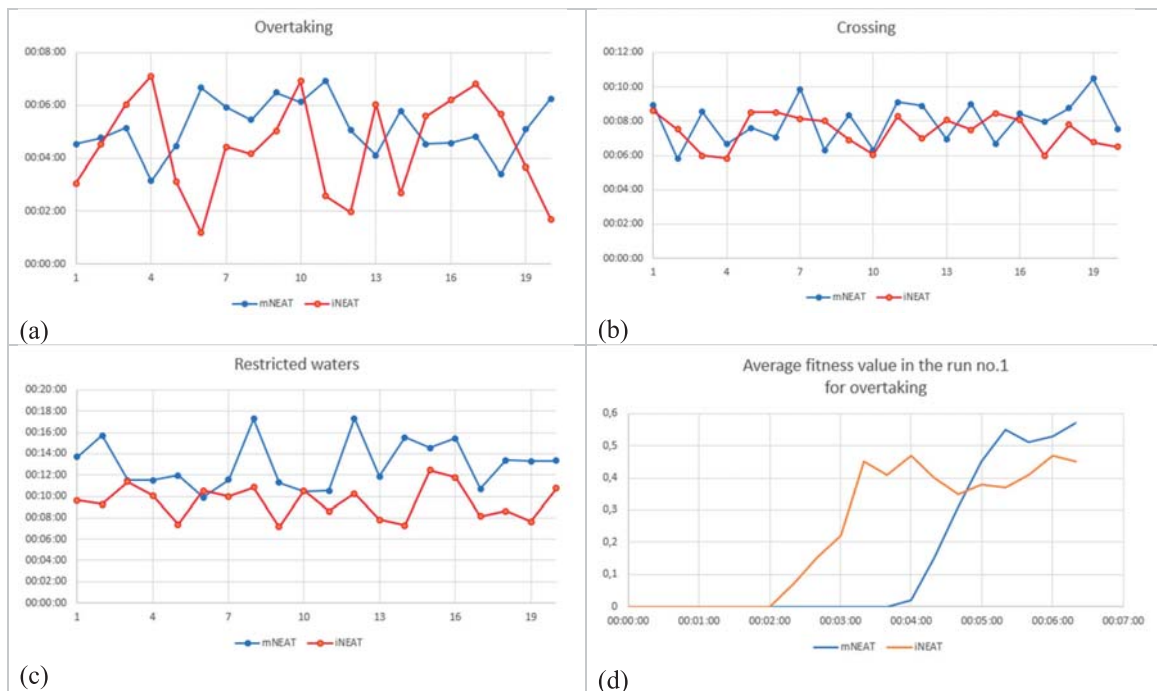 Overtaking
00:08:00
00:06:00
00:04:00
00:02:00
00:00:00
1 4 7 10 13 16 19
mNEAT iNEAT
(a)
Crossing
00:12:00
00:10:00
00:08:00
00:06:00
00:04:00
00:02:00
00:00:00
1 4 7 10 13 16 19
mNEAT iNEAT
(b)
Restricted waters
00:20:00
00:18:00
00:16:00
00:14:00
00:12:00
00:10:00
00:08:00
00:06:00
00:04:00
00:02:00
00:00:00
1 4 7 10 13 16 19
mNEAT iNEAT
(c)
Average fitness value in the run no.1
for overtaking
0,6
0,5
0,4
0,3
0,2
0,1
0
00:00:00 00:01:00 00:02:00 00:03:00 00:04:00 00:05:00 00:06:00 00:07:00
mNEAT iNEAT
(d)